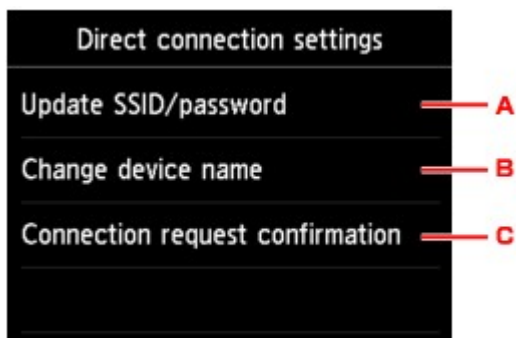 Direct connection settings
Update SSID/password A
Change device name B
Connection request confirmation C